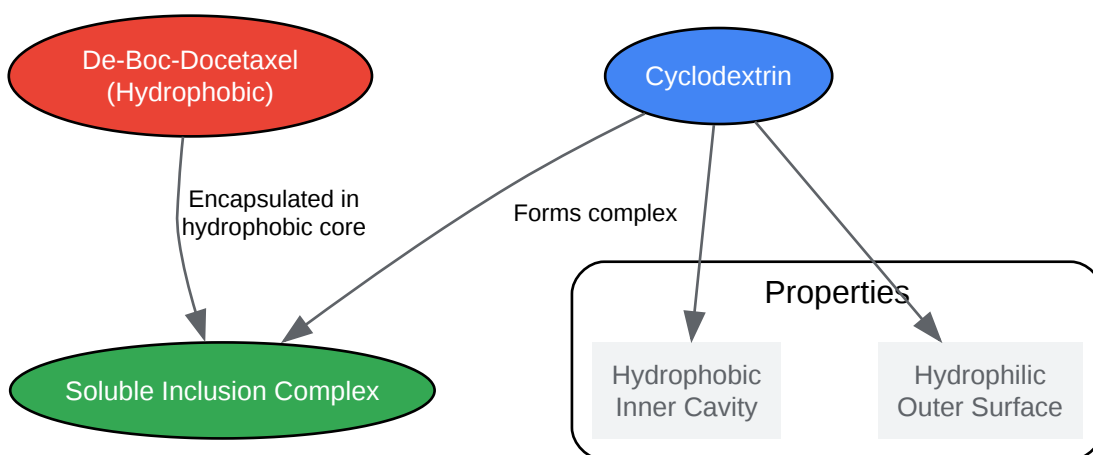 De-Boc-Docetaxel
(Hydrophobic)
Cyclodextrin
Encapsulated in
hydrophobic core
Forms complex
Properties
Soluble Inclusion Complex
Hydrophobic
Inner Cavity
Hydrophilic
Outer Surface